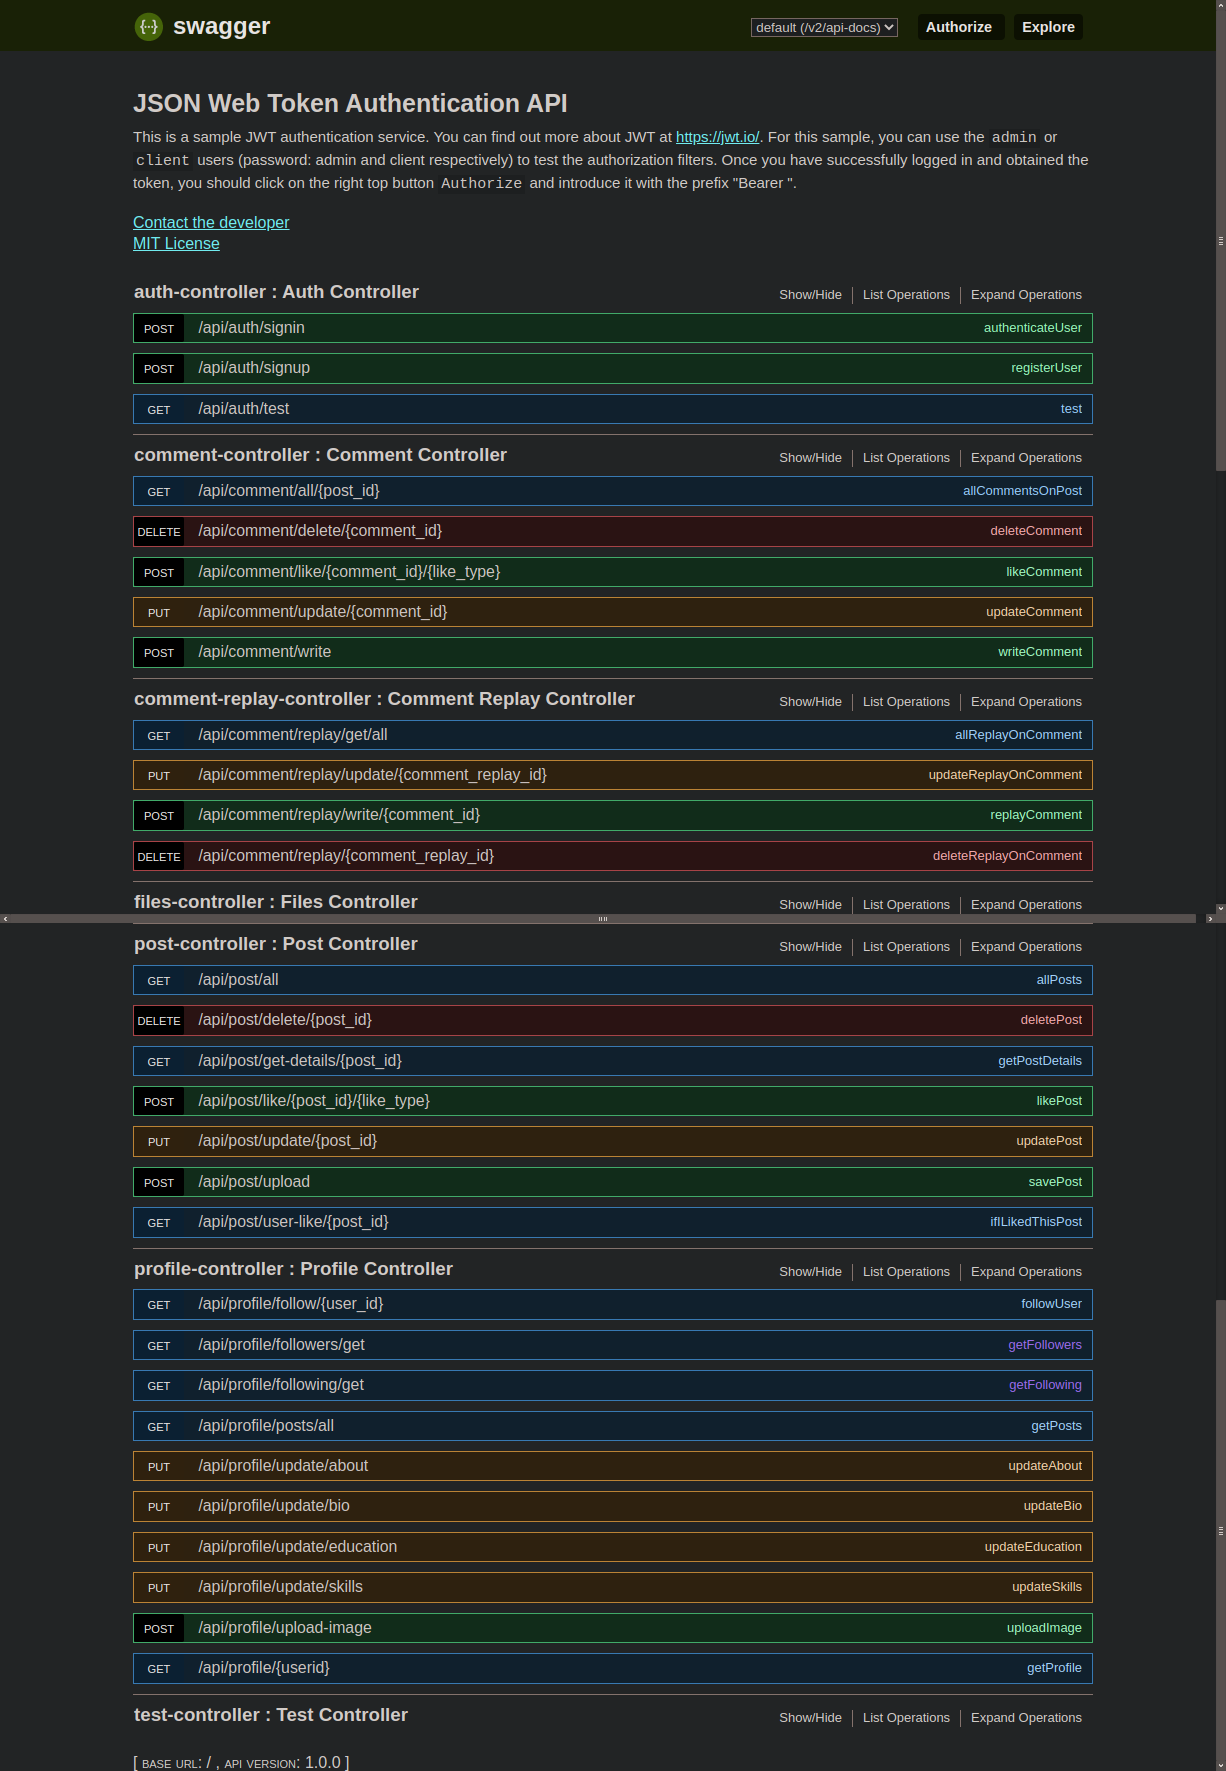 swagger default (/v2/api-docs) Authorize Explore
JSON Web Token Authentication API
This is a sample JWT authentication service. You can find out more about JWT at https://jwt.io/. For this sample, you can use the admin or
client users (password: admin and client respectively) to test the authorization filters. Once you have successfully logged in and obtained the
token, you should click on the right top button Authorize and introduce it with the prefix "Bearer ".
Contact the developer
MIT License
auth-controller : Auth Controller Show/Hide List Operations Expand Operations
POST /api/auth/signin authenticateUser
POST /api/auth/signup registerUser
GET /api/auth/test test
comment-controller : Comment Controller Show/Hide List Operations Expand Operations
GET /api/comment/all/{post_id} allCommentsOnPost
DELETE /api/comment/delete/{comment_id} deleteComment
POST /api/comment/like/{comment_id}/{like_type} likeComment
PUT /api/comment/update/{comment_id} updateComment
POST /api/comment/write writeComment
comment-replay-controller : Comment Replay Controller Show/Hide List Operations Expand Operations
GET /api/comment/replay/get/all allReplayOnComment
PUT /api/comment/replay/update/{comment_replay_id} updateReplayOnComment
POST /api/comment/replay/write/{comment_id} replayComment
DELETE /api/comment/replay/{comment_replay_id} deleteReplayOnComment
files-controller : Files Controller Show/Hide List Operations Expand Operations
post-controller : Post Controller Show/Hide List Operations Expand Operations
GET /api/post/all allPosts
DELETE /api/post/delete/{post_id} deletePost
GET /api/post/get-details/{post_id} getPostDetails
POST /api/post/like/{post_id}/{like_type} likePost
PUT /api/post/update/{post_id} updatePost
POST /api/post/upload savePost
GET /api/post/user-like/{post_id} ifILikedThisPost
profile-controller : Profile Controller Show/Hide List Operations Expand Operations
GET /api/profile/follow/{user_id} followUser
GET /api/profile/followers/get getFollowers
GET /api/profile/following/get getFollowing
GET /api/profile/posts/all getPosts
PUT /api/profile/update/about updateAbout
PUT /api/profile/update/bio updateBio
PUT /api/profile/update/education updateEducation
PUT /api/profile/update/skills updateSkills
POST /api/profile/upload-image uploadImage
GET /api/profile/{userid} getProfile
test-controller : Test Controller Show/Hide List Operations Expand Operations
[ BASE URL: / , API VERSION: 1.0.0 ]